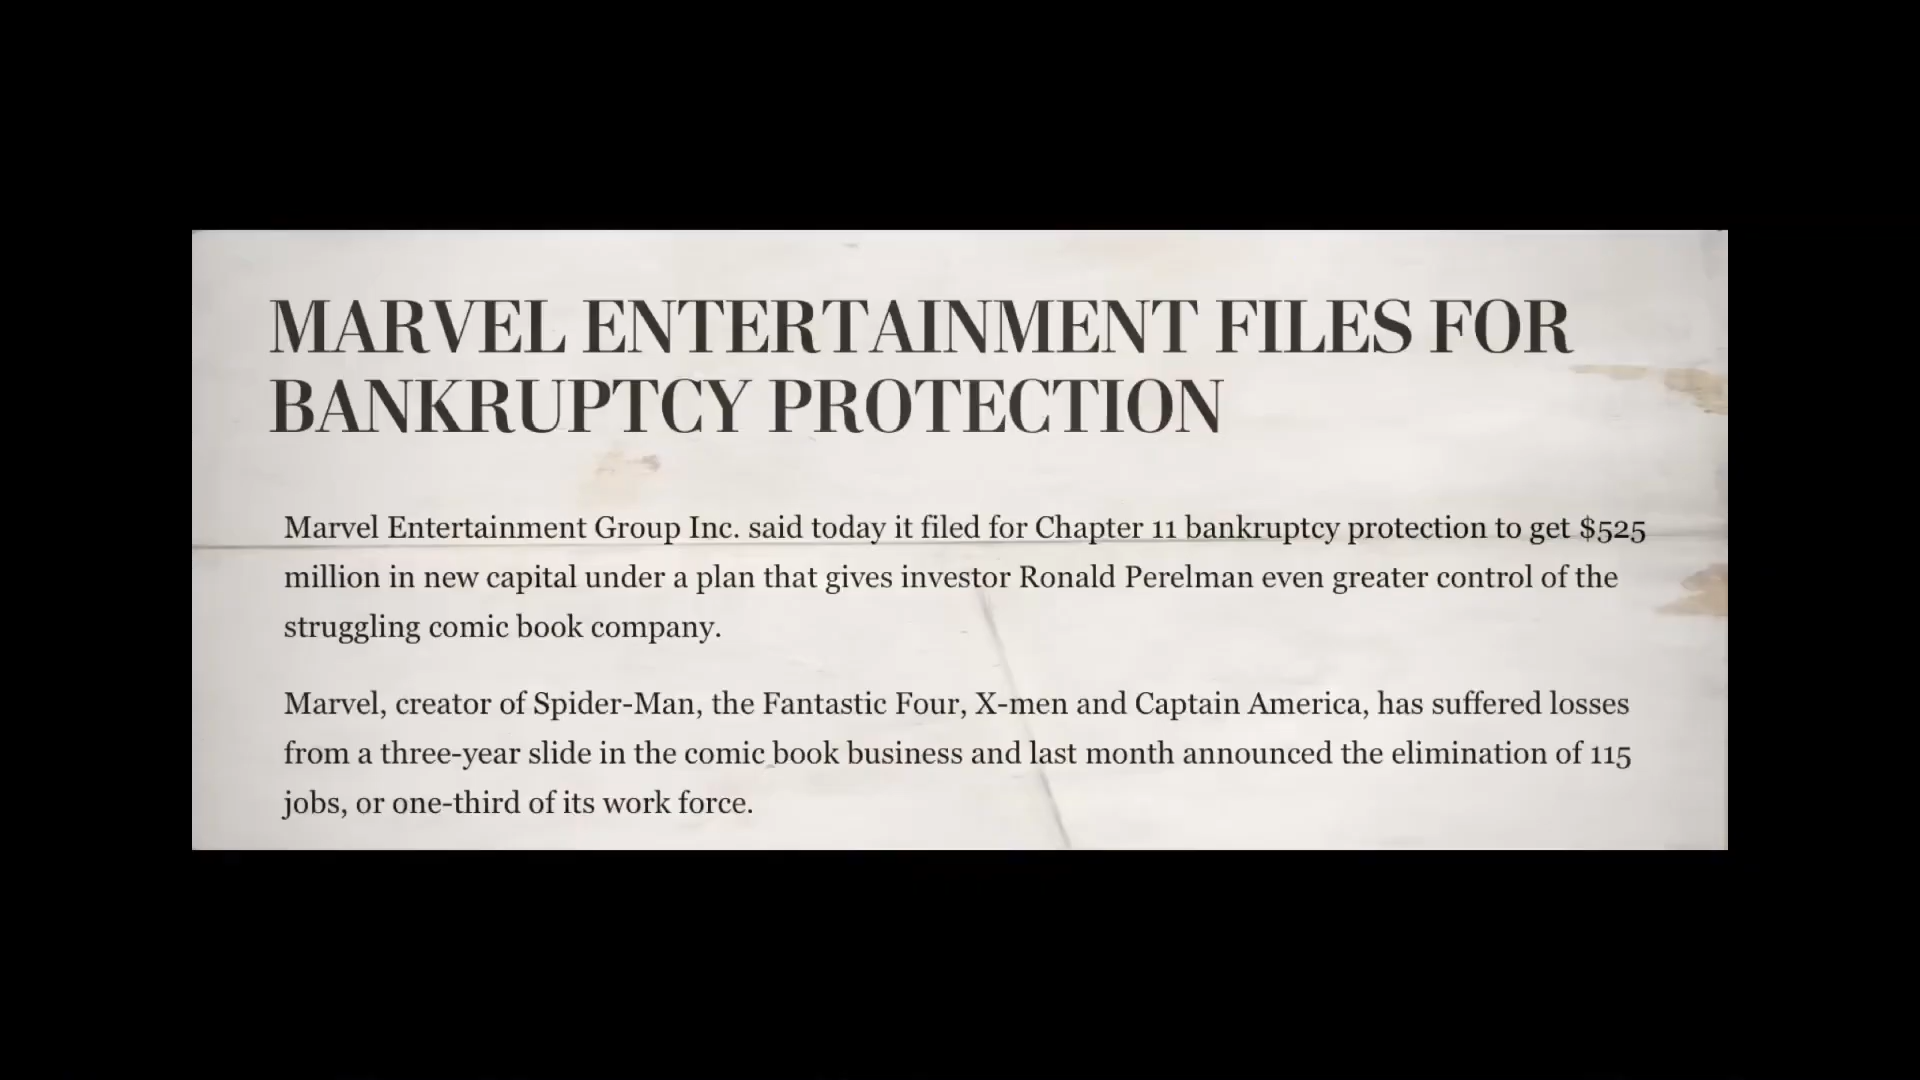 MARVEL ENTERTAINMENT FILES FOR
BANKRUPTCY PROTECTION
Marvel Entertainment Group Inc. said today it filed for Chapter 11 bankruptcy protection to get $525
million in new capital under a plan that gives investor Ronald Perelman even greater control of the
struggling comic book company.
Marvel, creator of Spider-Man, the Fantastic Four, X-men and Captain America, has suffered losses
from a three-year slide in the comic book business and last month announced the elimination of 115
jobs, or one-third of its work force.